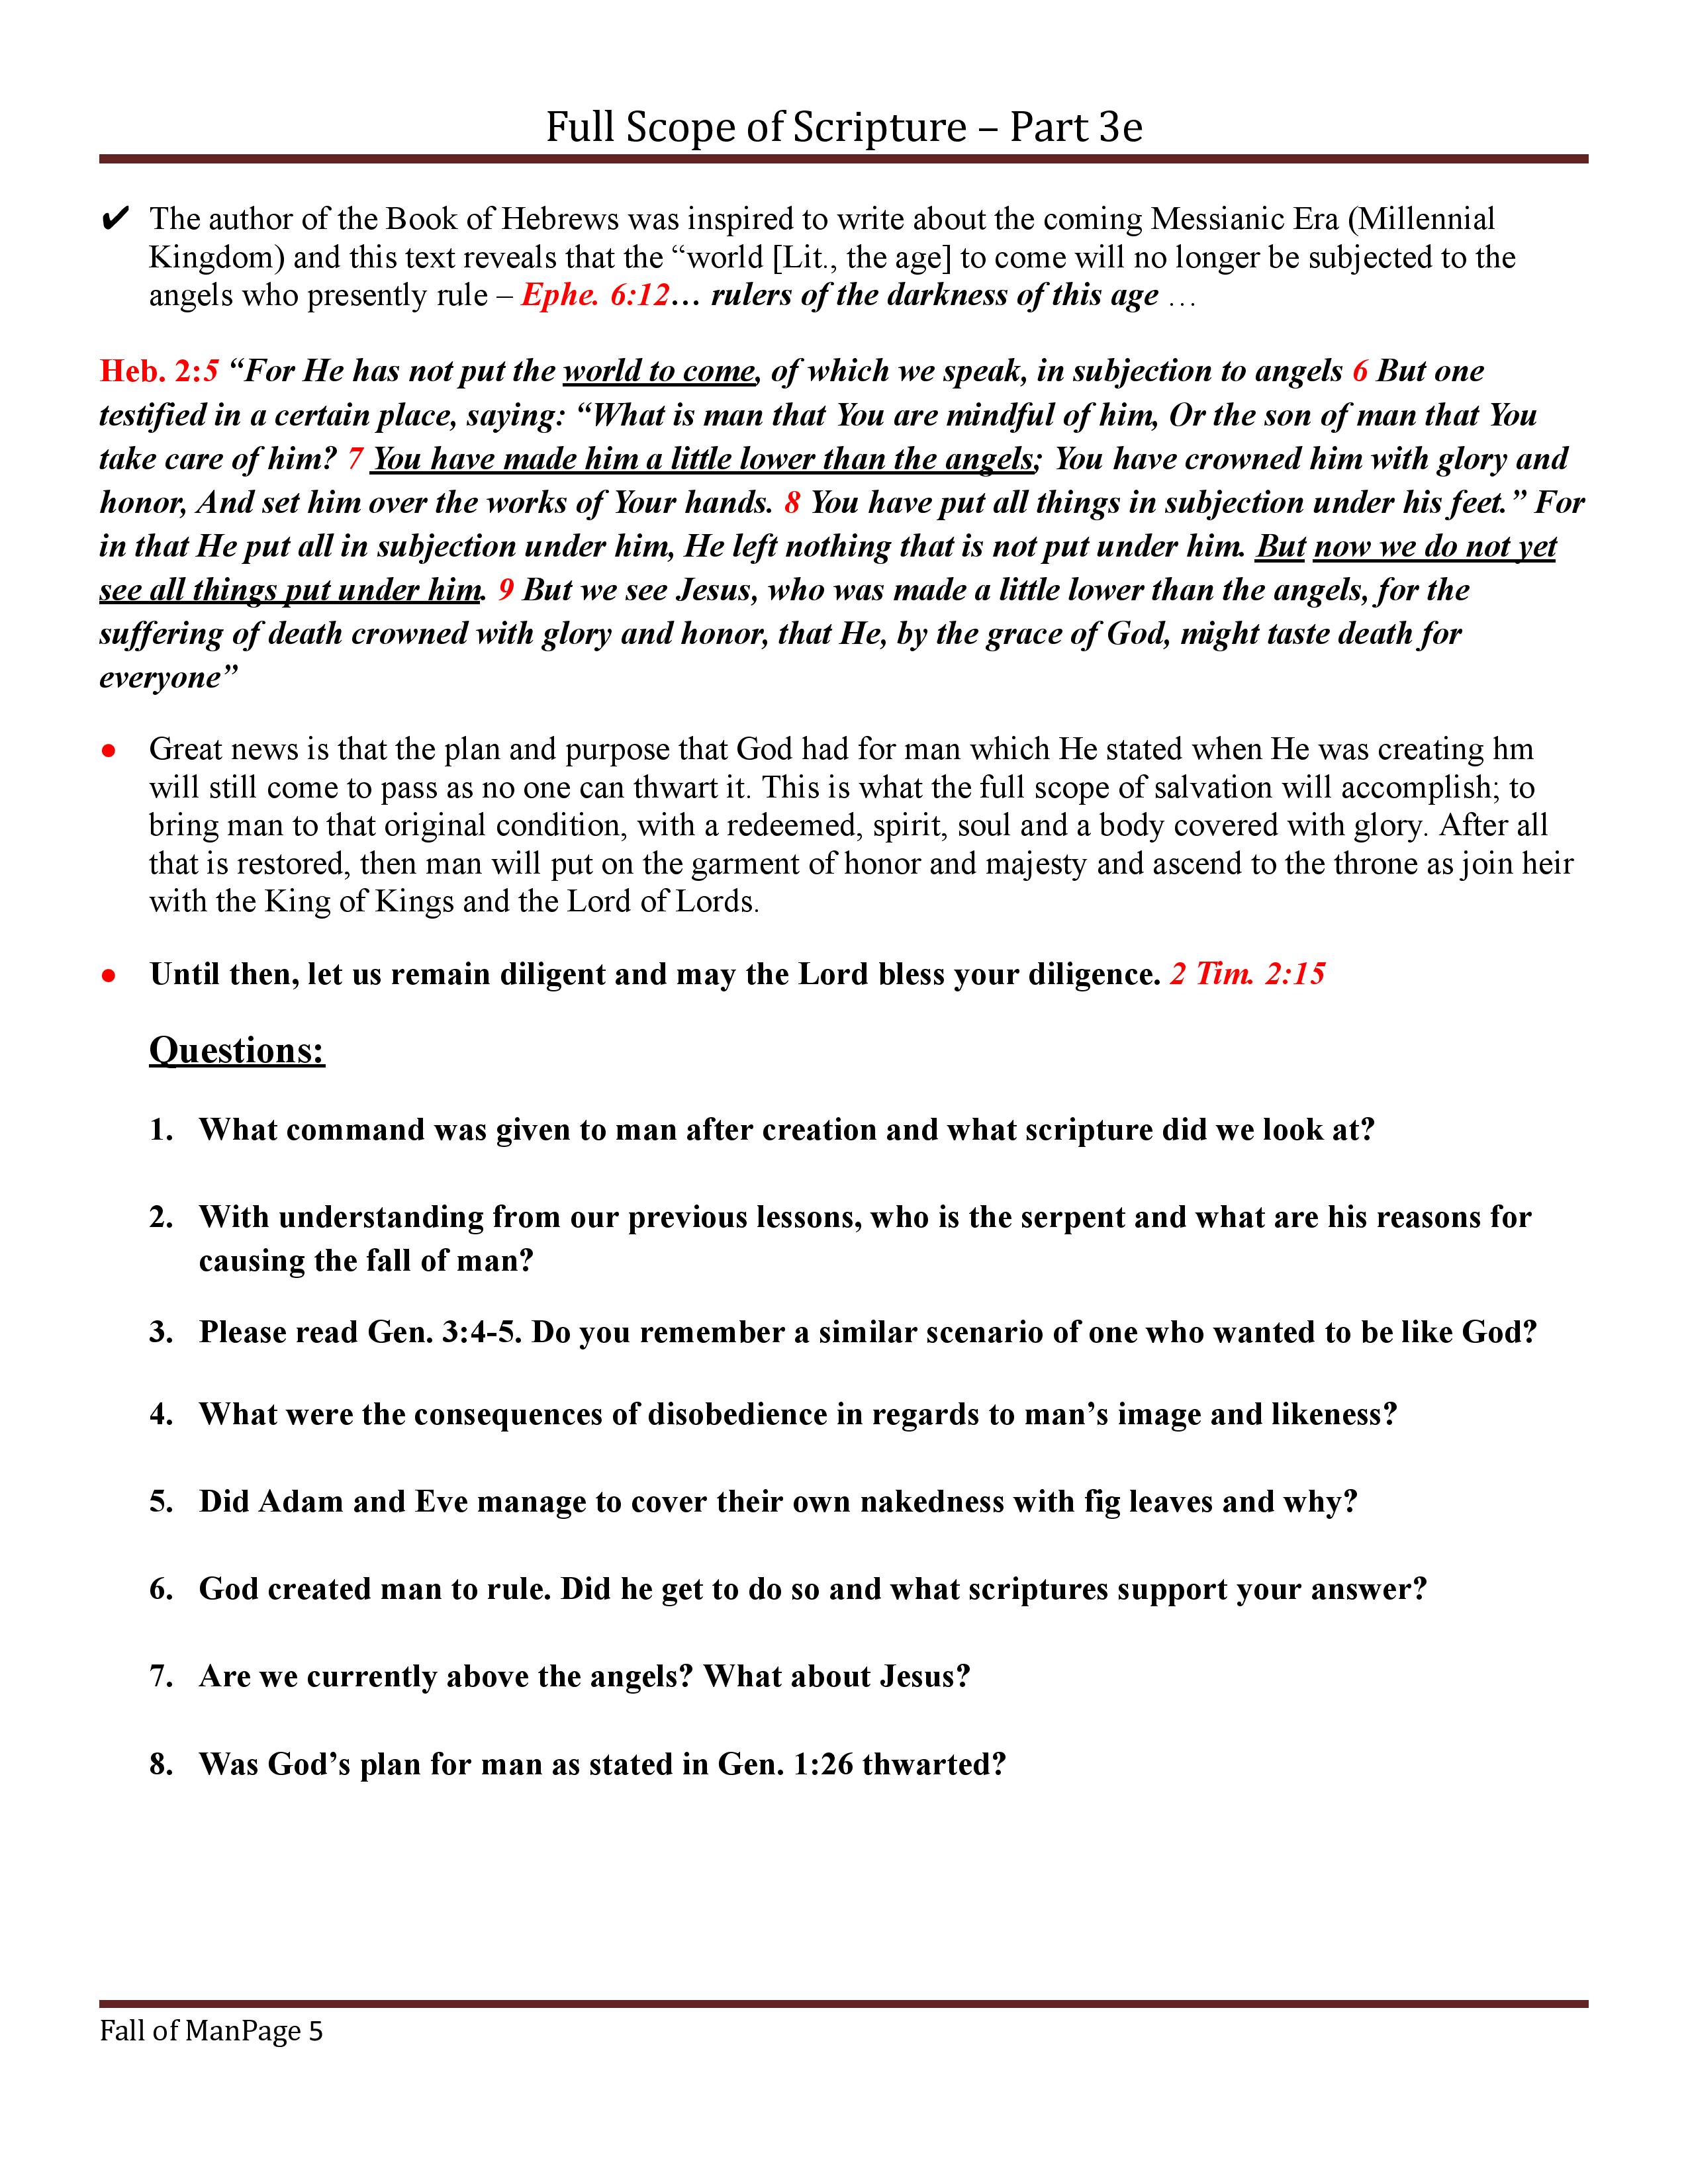 Full Scope of Scripture – Part 3e
✔ The author of the Book of Hebrews was inspired to write about the coming Messianic Era (Millennial
Kingdom) and this text reveals that the “world [Lit., the age] to come will no longer be subjected to the
angels who presently rule – Ephe. 6:12… rulers of the darkness of this age …
Heb. 2:5 “For He has not put the world to come, of which we speak, in subjection to angels 6 But one
testified in a certain place, saying: “What is man that You are mindful of him, Or the son of man that You
take care of him? 7 You have made him a little lower than the angels; You have crowned him with glory and
honor, And set him over the works of Your hands. 8 You have put all things in subjection under his feet.” For
in that He put all in subjection under him, He left nothing that is not put under him. But now we do not yet
see all things put under him. 9 But we see Jesus, who was made a little lower than the angels, for the
suffering of death crowned with glory and honor, that He, by the grace of God, might taste death for
everyone”
• Great news is that the plan and purpose that God had for man which He stated when He was creating hm
will still come to pass as no one can thwart it. This is what the full scope of salvation will accomplish; to
bring man to that original condition, with a redeemed, spirit, soul and a body covered with glory. After all
that is restored, then man will put on the garment of honor and majesty and ascend to the throne as join heir
with the King of Kings and the Lord of Lords.
• Until then, let us remain diligent and may the Lord bless your diligence. 2 Tim. 2:15
Questions:
1. What command was given to man after creation and what scripture did we look at?
2. With understanding from our previous lessons, who is the serpent and what are his reasons for
causing the fall of man?
3. Please read Gen. 3:4-5. Do you remember a similar scenario of one who wanted to be like God?
4. What were the consequences of disobedience in regards to man’s image and likeness?
5. Did Adam and Eve manage to cover their own nakedness with fig leaves and why?
6. God created man to rule. Did he get to do so and what scriptures support your answer?
7. Are we currently above the angels? What about Jesus?
8. Was God’s plan for man as stated in Gen. 1:26 thwarted?
Fall of ManPage 5